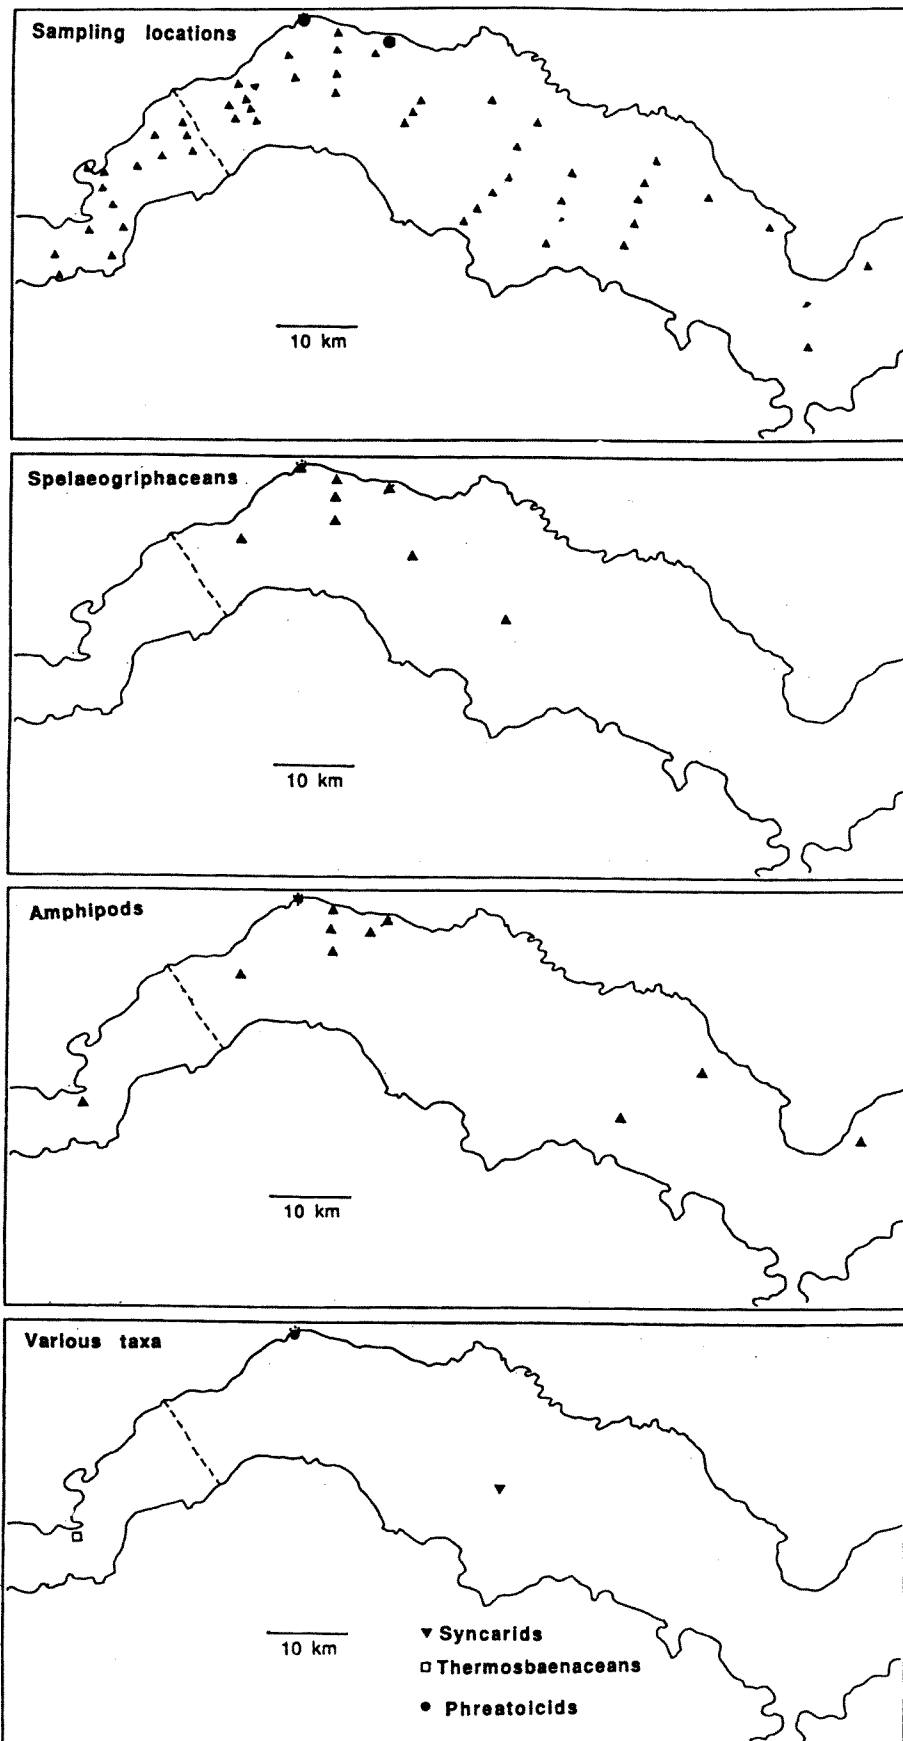 Sampling locations
10 km
Spelaeogriphaceans
10 km
Amphipods
10 km
Various taxa
10 km
Syncarids
Thermosbaenaceans
Phreatoicids